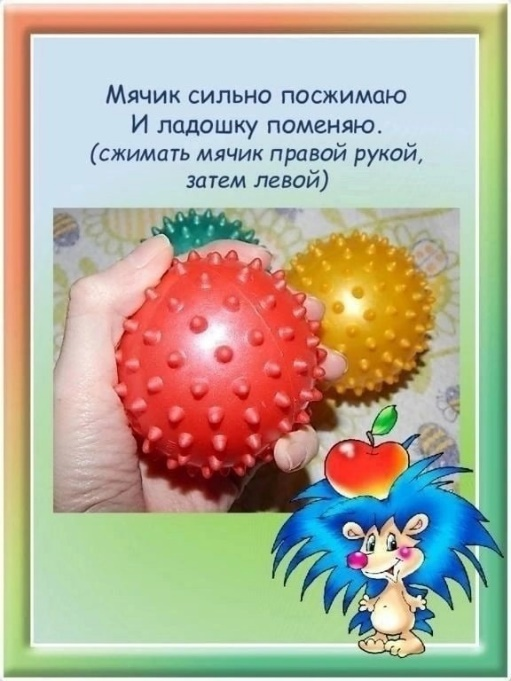 Мячик сильно посжимаю
И ладошку поменяю.
(сжимать мячик правой рукой,
затем левой)